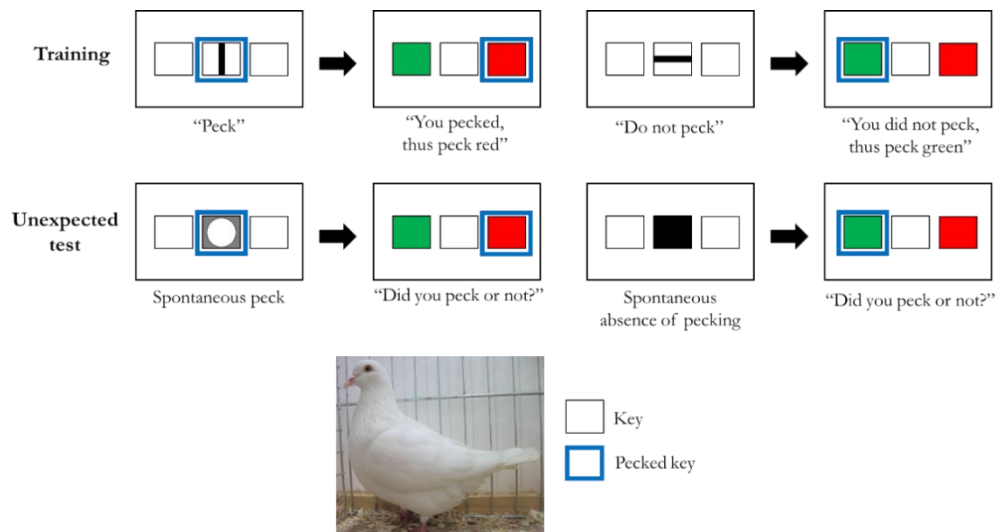 Training
“Peck”
“You pecked,
thus peck red”
“Do not peck”
“You did not peck,
thus peck green”
Unexpected
test
Spontaneous peck
“Did you peck or not?”
Spontaneous
absence of pecking
“Did you peck or not?”
Key
Pecked key